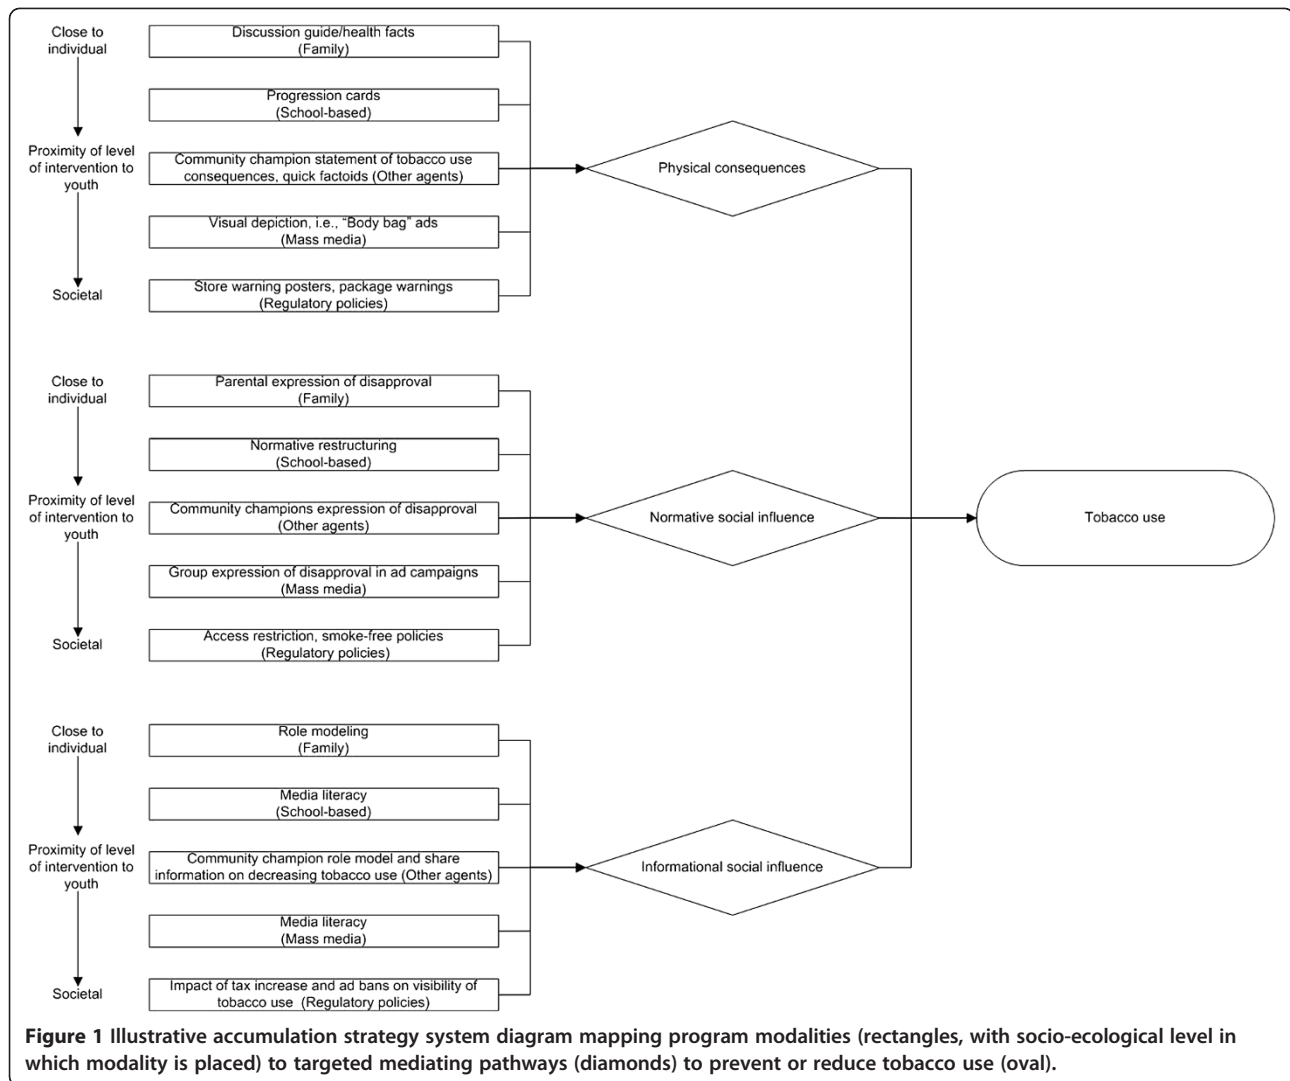 Close to
individual
Discussion guide/health facts
(Family)
Progression cards
(School-based)
Proximity of level
of intervention to
youth
Community champion statement of tobacco use
consequences, quick factoids (Other agents)
Physical consequences
Visual depiction, i.e., “Body bag” ads
(Mass media)
Societal
Store warning posters, package warnings
(Regulatory policies)
Close to
individual
Parental expression of disapproval
(Family)
Normative restructuring
(School-based)
Proximity of level
of intervention to
youth
Community champions expression of disapproval
(Other agents)
Normative social influence
Tobacco use
Group expression of disapproval in ad campaigns
(Mass media)
Societal
Access restriction, smoke-free policies
(Regulatory policies)
Close to
individual
Role modeling
(Family)
Media literacy
(School-based)
Proximity of level
of intervention to
youth
Community champion role model and share
information on decreasing tobacco use (Other agents)
Informational social influence
Media literacy
(Mass media)
Societal
Impact of tax increase and ad bans on visibility of
tobacco use (Regulatory policies)
Figure 1 Illustrative accumulation strategy system diagram mapping program modalities (rectangles, with socio-ecological level in
which modality is placed) to targeted mediating pathways (diamonds) to prevent or reduce tobacco use (oval).